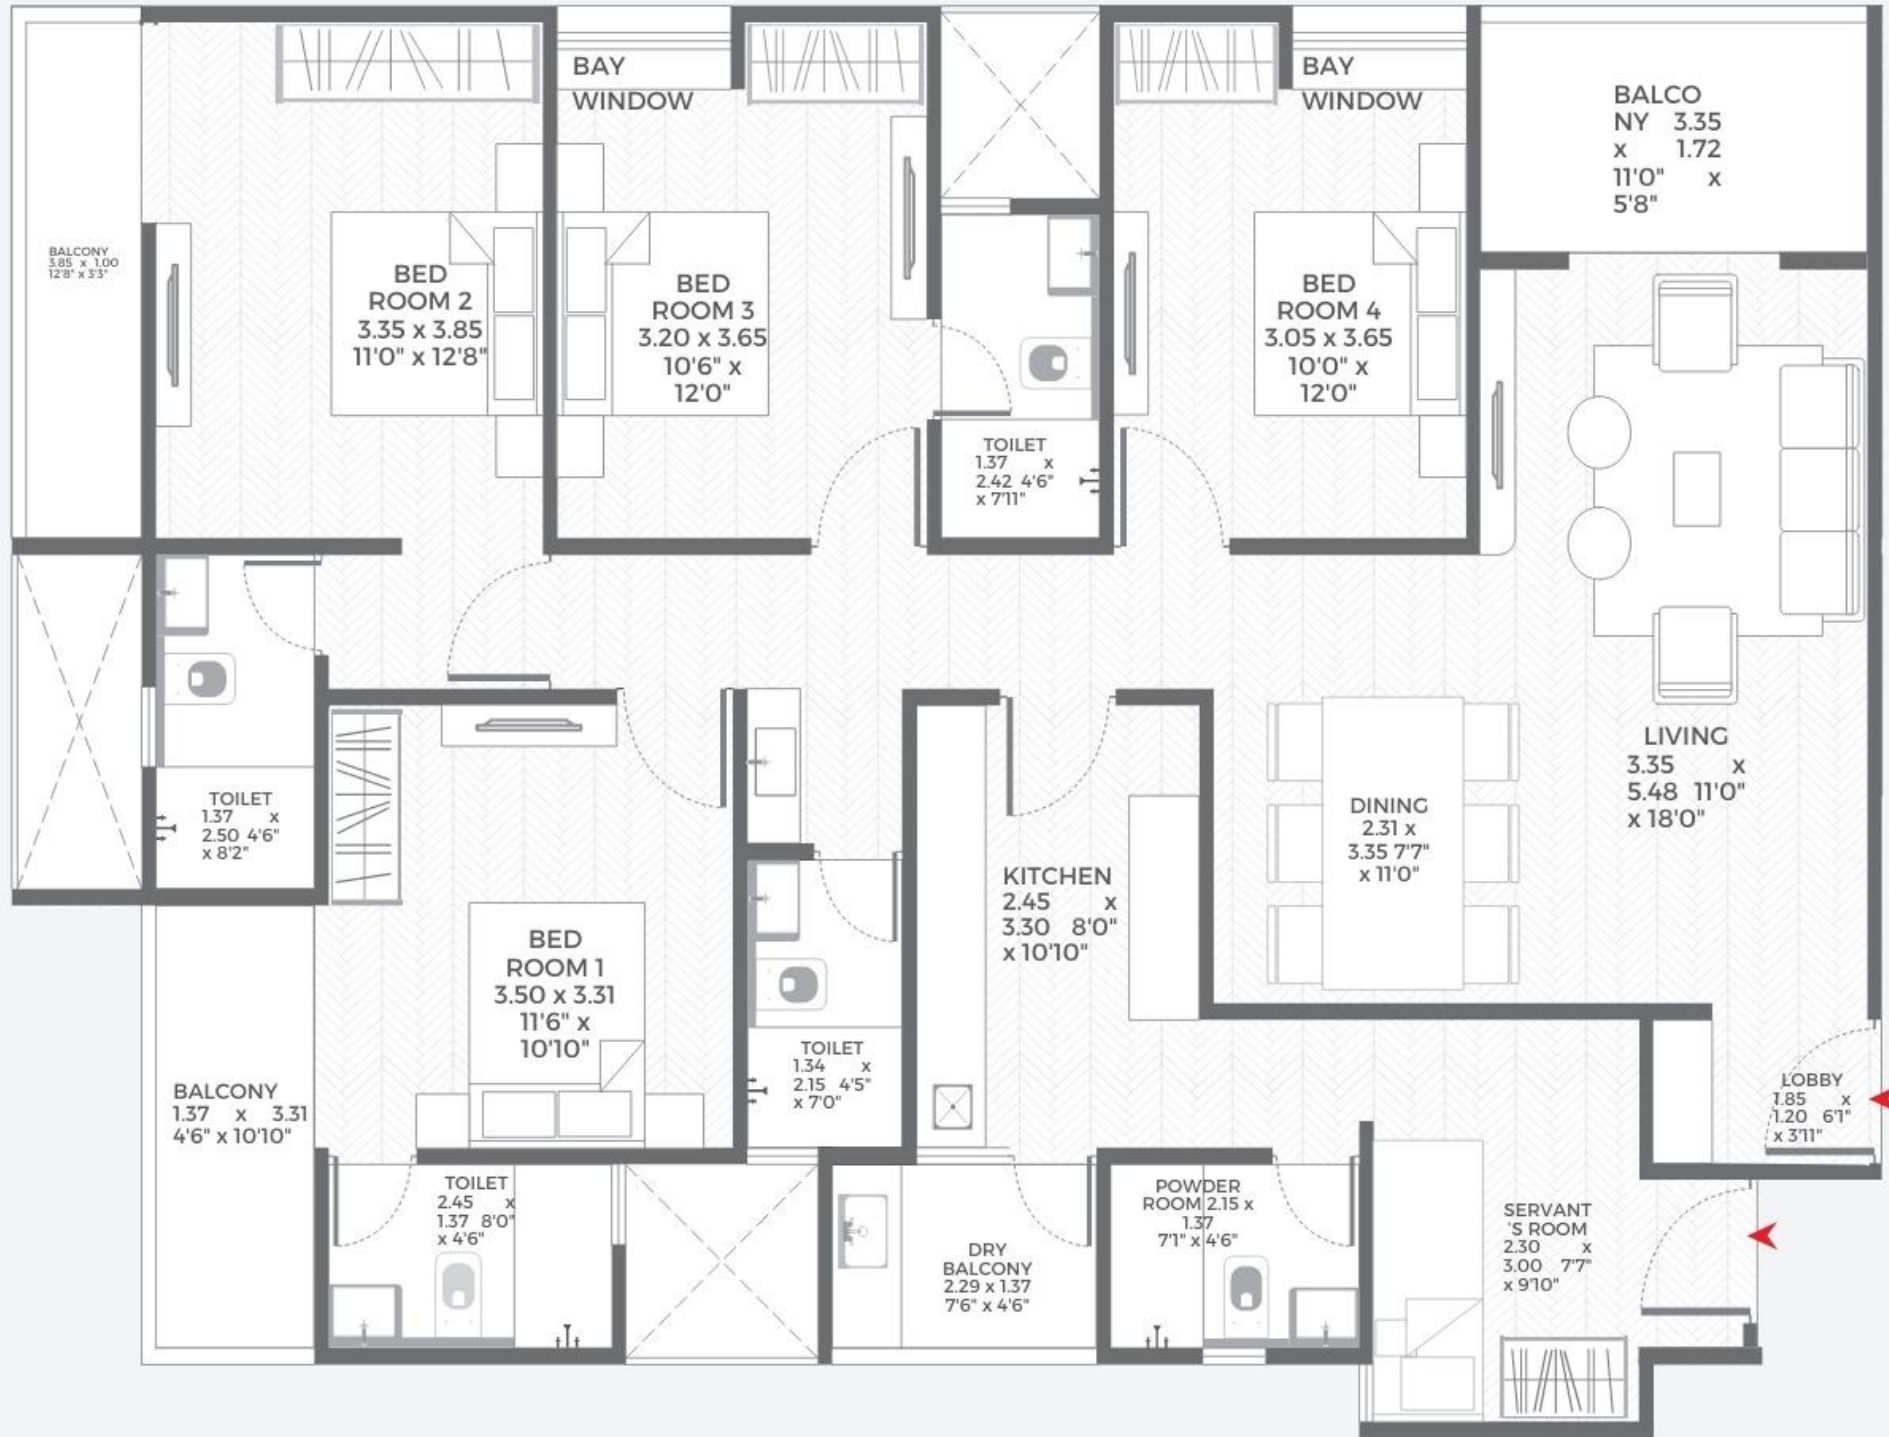 BAY
WINDOW
BAY
WINDOW
BALCO
NY 3.35
x 1.72
11'0" x
5'8"
BALCONY
3.85 x 1.00
12'8" x 3'3"
BED
ROOM 2
3.35 x 3.85
11'0" x 12'8"
BED
ROOM 3
3.20 x 3.65
10'6" x
12'0"
BED
ROOM 4
3.05 x 3.65
10'0" x
12'0"
TOILET
1.37 x
2.42 4'6"
x 7'11"
LIVING
3.35 x
5.48 11'0"
x 18'0"
TOILET
1.37 x
2.50 4'6"
x 8'2"
DINING
2.31 x
3.35 7'7"
x 11'0"
KITCHEN
2.45 x
3.30 8'0"
x 10'10"
BED
ROOM 1
3.50 x 3.31
11'6" x
10'10"
TOILET
1.34 x
2.15 4'5"
x 7'0"
BALCONY
1.37 x 3.31
4'6" x 10'10"
LOBBY
1.85 x
1.20 6'1"
x 3'11"
TOILET
2.45 x
1.37 8'0"
x 4'6"
POWDER
ROOM 2.15 x
1.37
7'1" x 4'6"
DRY
BALCONY
2.29 x 1.37
7'6" x 4'6"
SERVANT
'S ROOM
2.30 x
3.00 7'7"
x 9'10"